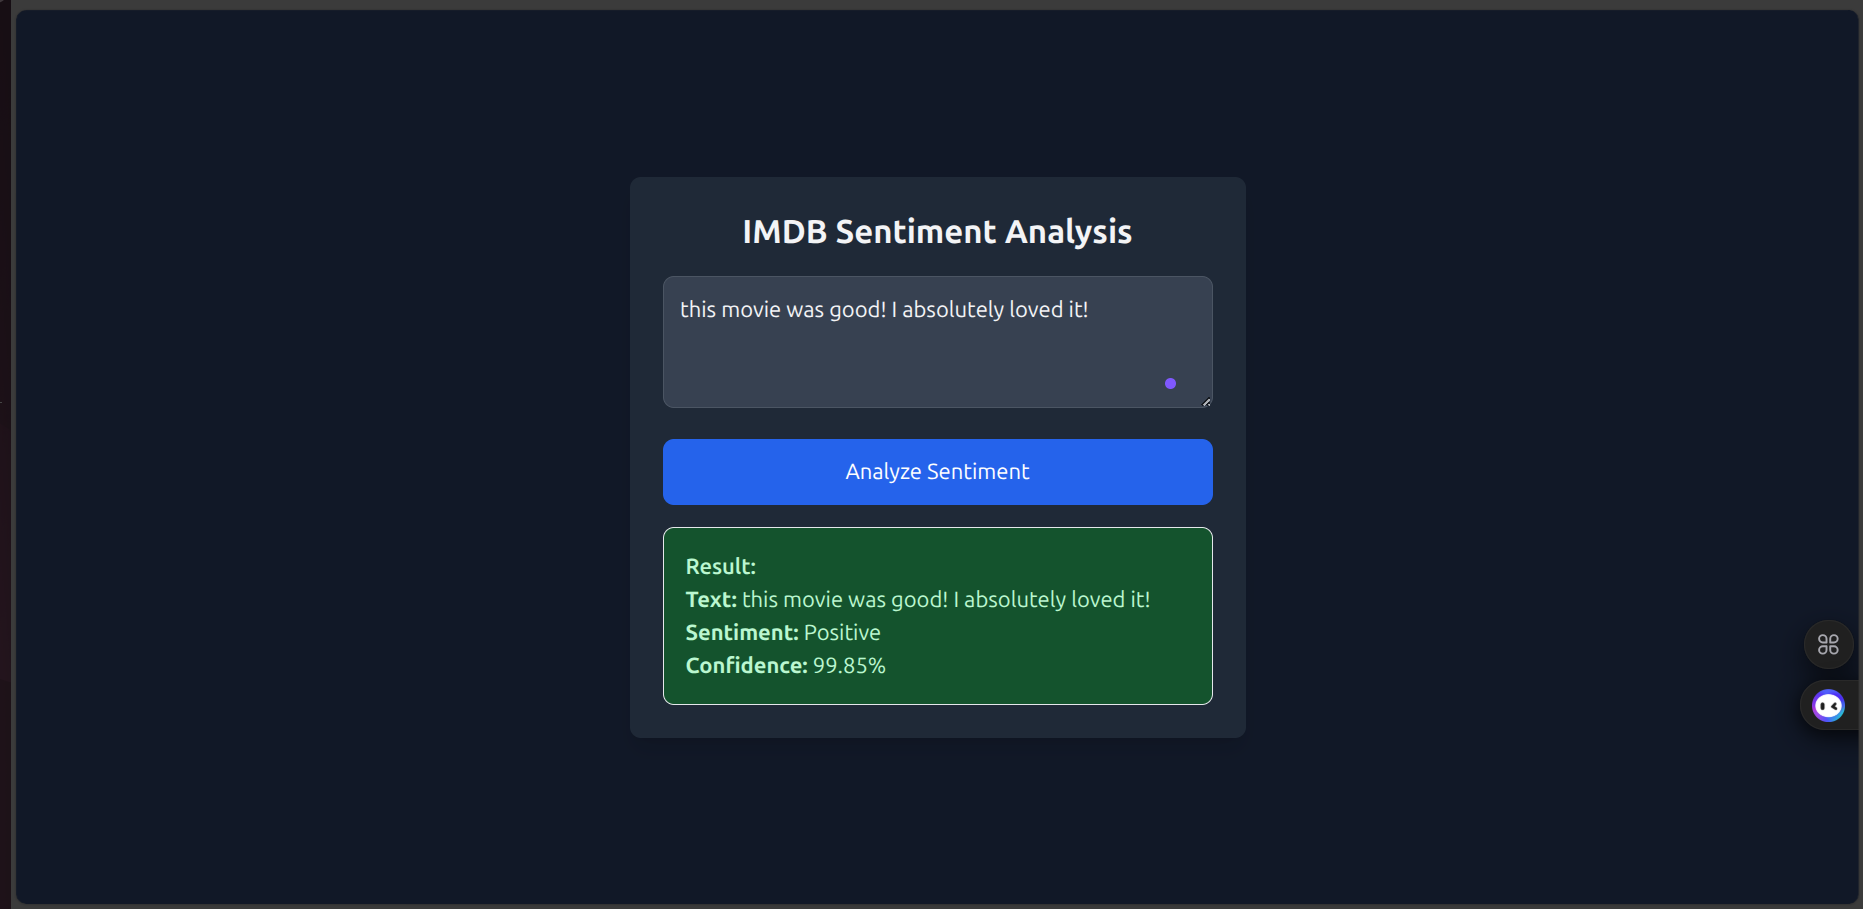 IMDB Sentiment Analysis
this movie was good! I absolutely loved it!
Analyze Sentiment
Result:
Text: this movie was good! I absolutely loved it!
Sentiment: Positive
Confidence: 99.85%